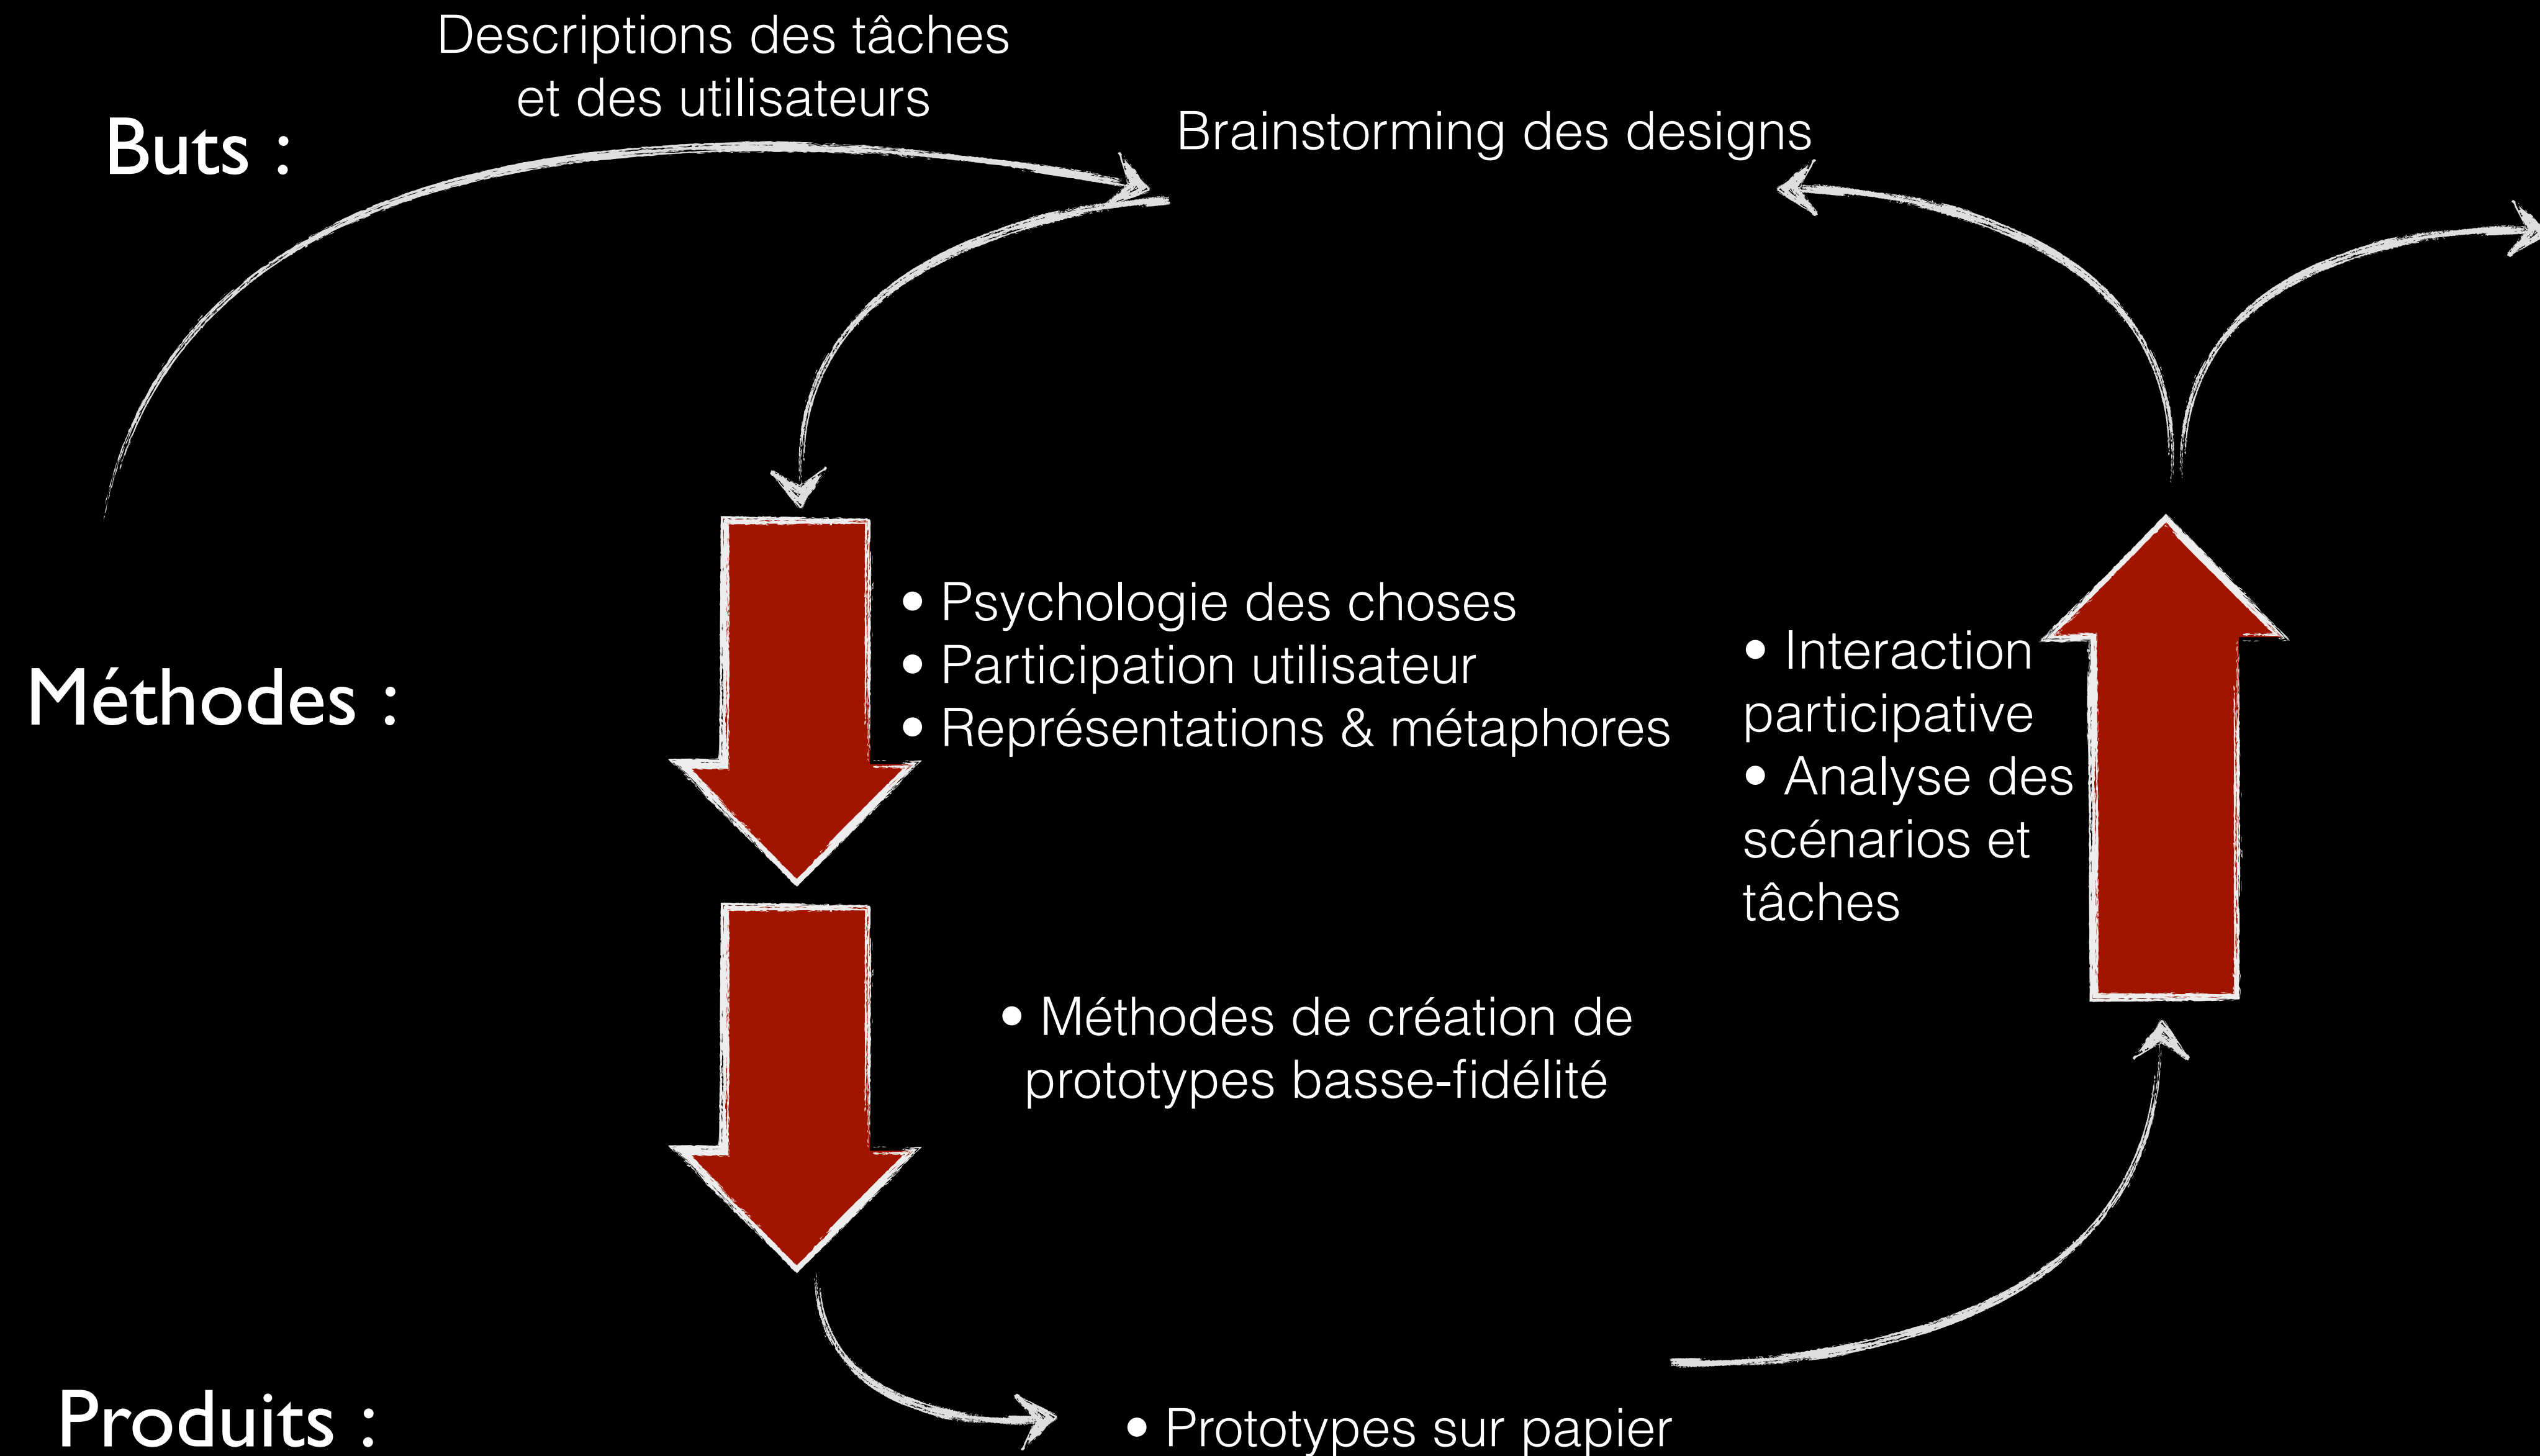 Descriptions des tâches
et des utilisateurs
Buts :
Brainstorming des designs
Méthodes :
• Psychologie des choses
• Participation utilisateur
• Représentations & métaphores
• Interaction
participative
• Analyse des
scénarios et
tâches
• Méthodes de création de
prototypes basse-fidélité
Produits :
• Prototypes sur papier